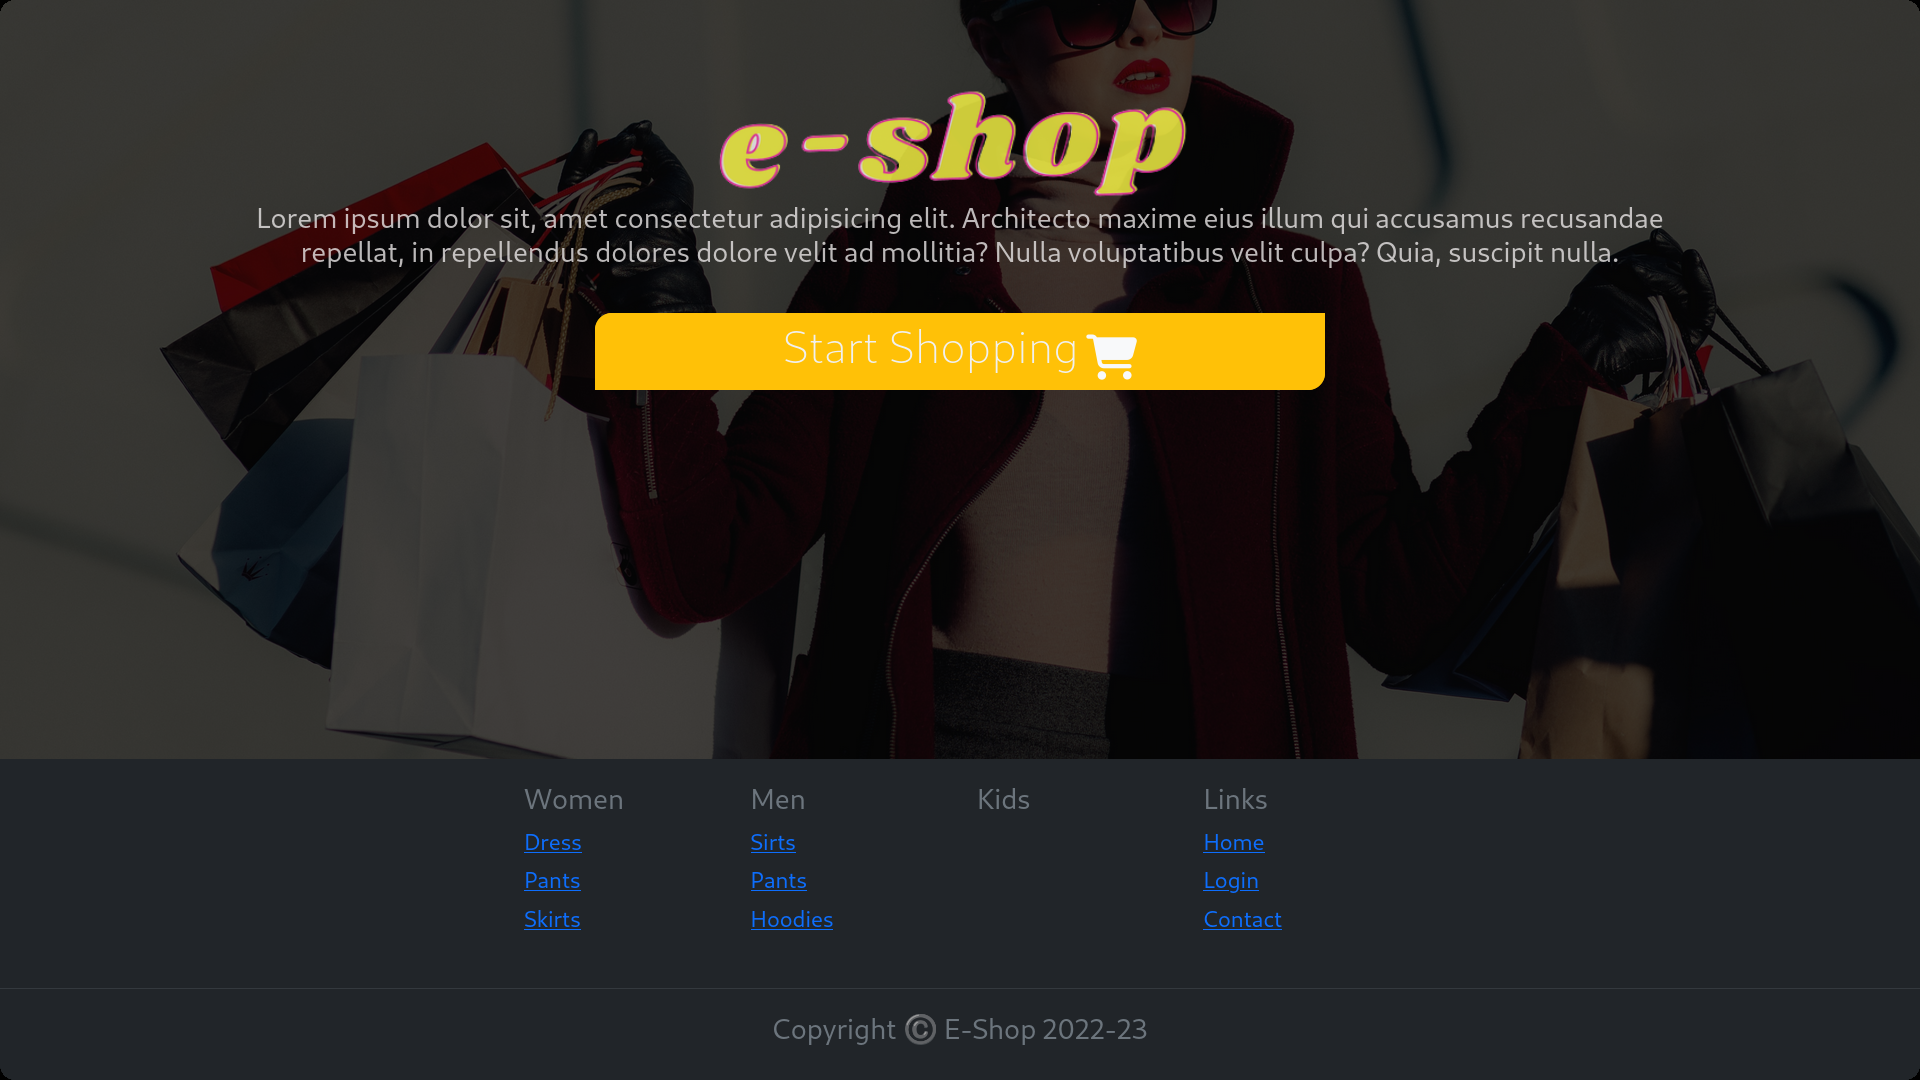 e-shop
Lorem ipsum dolor sit, amet consectetur adipisicing elit. Architecto maxime eius illum qui accusamus recusandae
repellat, in repellendus dolores dolore velit ad mollitia? Nulla voluptatibus velit culpa? Quia, suscipit nulla.
Start Shopping
Women
Dress
Pants
Skirts
Men
Sirts
Pants
Hoodies
Kids
Links
Home
Login
Contact
Copyright © E-Shop 2022-23